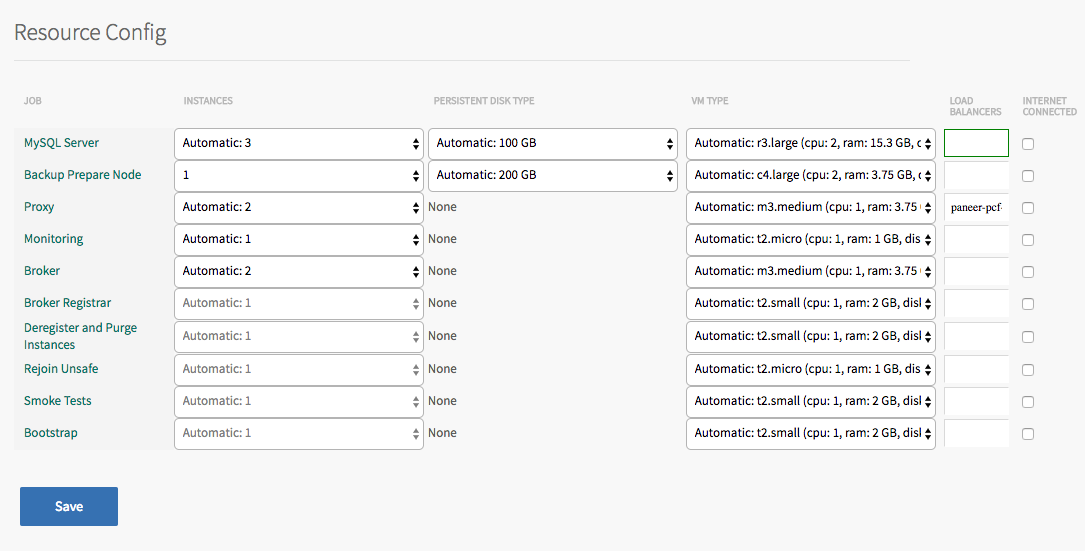 Resource Config
JOB INSTANCES PERSISTENT DISK TYPE VM TYPE LOAD BALANCERS INTERNET CONNECTED
MySQL Server Automatic: 3 Automatic: 100 GB Automatic: r3.large (cpu: 2, ram: 15.3 GB,
Backup Prepare Node 1 Automatic: 200 GB Automatic: c4.large (cpu: 2, ram: 3.75 GB,
Proxy Automatic: 2 None Automatic: m3.medium (cpu: 1, ram: 3.75 paneer-pcf-
Monitoring Automatic: 1 None Automatic: t2.micro (cpu: 1, ram: 1 GB, dis
Broker Automatic: 2 None Automatic: m3.medium (cpu: 1, ram: 3.75
Broker Registrar Automatic: 1 None Automatic: t2.small (cpu: 1, ram: 2 GB, disl
Deregister and Purge
Instances Automatic: 1 None Automatic: t2.small (cpu: 1, ram: 2 GB, disl
Rejoin Unsafe Automatic: 1 None Automatic: t2.micro (cpu: 1, ram: 1 GB, dis
Smoke Tests Automatic: 1 None Automatic: t2.small (cpu: 1, ram: 2 GB, disl
Bootstrap Automatic: 1 None Automatic: t2.small (cpu: 1, ram: 2 GB, disl
Save